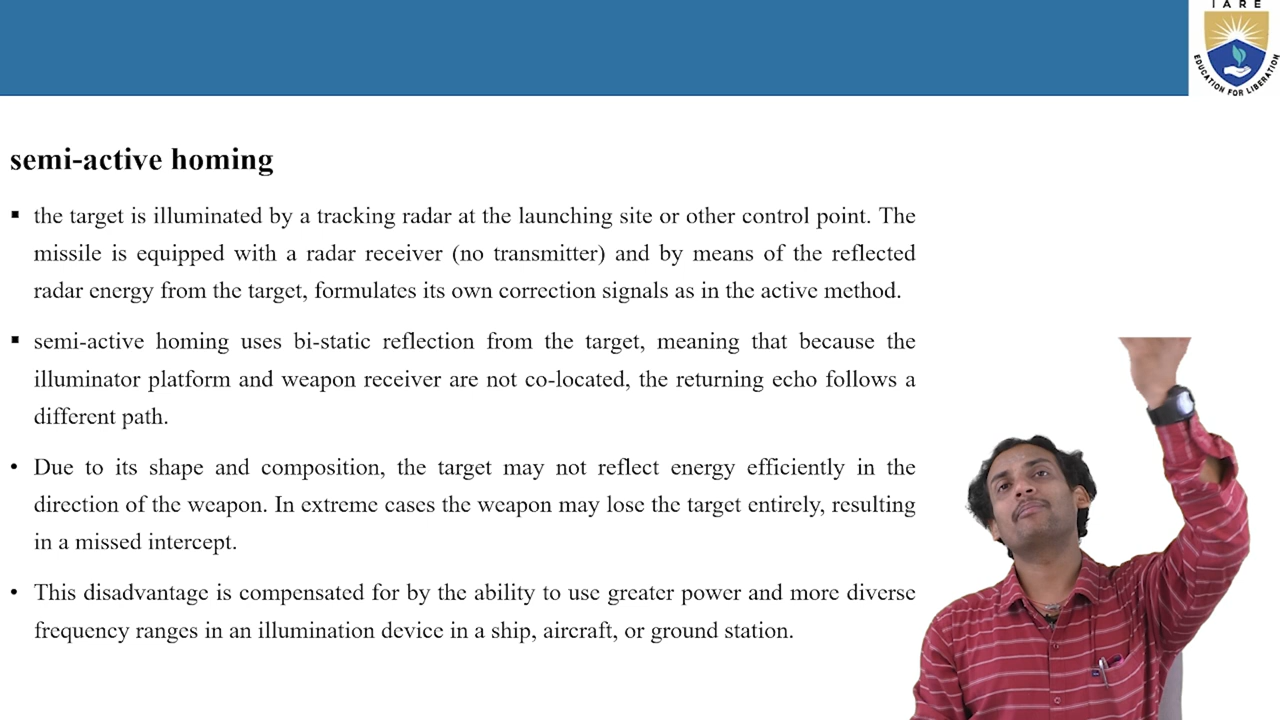 IARE
EDUCATION FOR LIBERATION
semi-active homing
▪ the target is illuminated by a tracking radar at the launching site or other control point. The
missile is equipped with a radar receiver (no transmitter) and by means of the reflected
radar energy from the target, formulates its own correction signals as in the active method.
▪ semi-active homing uses bi-static reflection from the target, meaning that because the
illuminator platform and weapon receiver are not co-located, the returning echo follows a
different path.
• Due to its shape and composition, the target may not reflect energy efficiently in the
direction of the weapon. In extreme cases the weapon may lose the target entirely, resulting
in a missed intercept.
• This disadvantage is compensated for by the ability to use greater power and more diverse
frequency ranges in an illumination device in a ship, aircraft, or ground station.